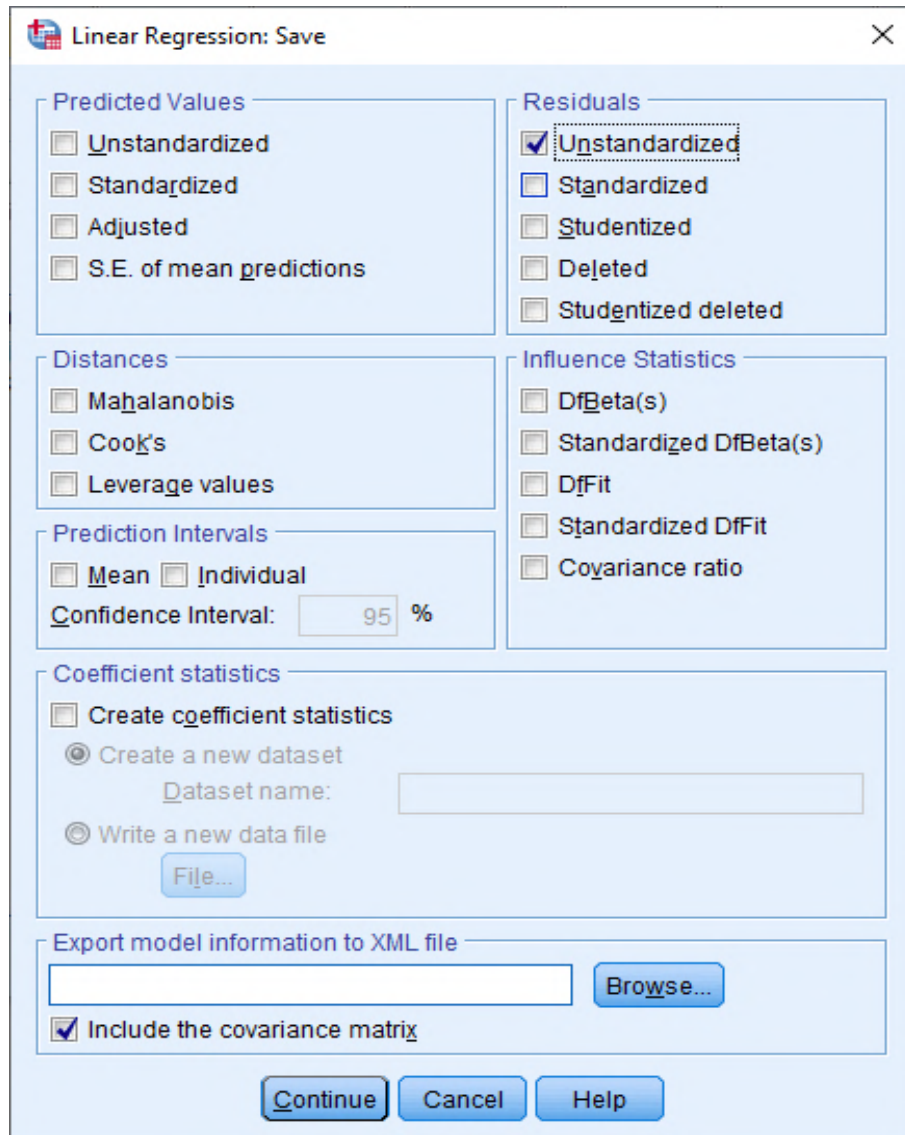 Linear Regression: Save
Predicted Values
Unstandardized
Standardized
Adjusted
S.E. of mean predictions
Residuals
Unstandardized
Standardized
Studentized
Deleted
Studentized deleted
Distances
Mahalanobis
Cook's
Leverage values
Influence Statistics
DfBeta(s)
Standardized DfBeta(s)
DfFit
Standardized DfFit
Covariance ratio
Prediction Intervals
Mean Individual
Confidence Interval: 95 %
Coefficient statistics
Create coefficient statistics
Create a new dataset
Dataset name:
Write a new data file
File...
Export model information to XML file
Browse...
Include the covariance matrix
Continue Cancel Help